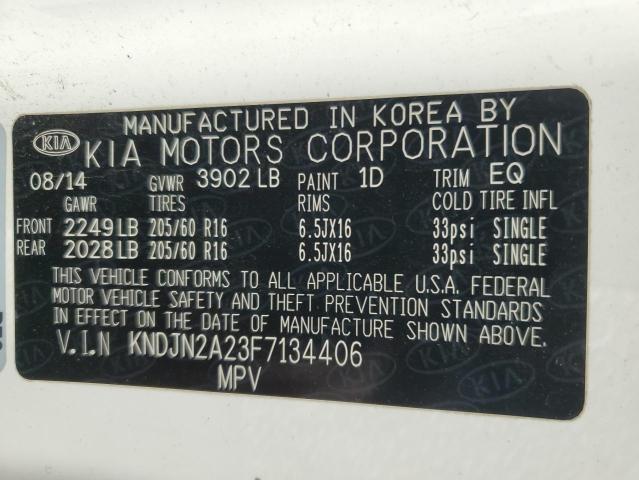 MANUFACTURED IN KOREA BY
KIA KIA MOTORS CORPORATION
08/14 GVWR 3902 LB PAINT 1D TRIM EQ
GAWR TIRES RIMS COLD TIRE INFL
FRONT 2249 LB 205/60 R16 6.5JX16 33psi SINGLE
REAR 2028 LB 205/60 R16 6.5JX16 33psi SINGLE
THIS VEHICLE CONFORMS TO ALL APPLICABLE U.S.A. FEDERAL
MOTOR VEHICLE SAFETY AND THEFT PREVENTION STANDARDS
IN EFFECT ON THE DATE OF MANUFACTURE SHOWN ABOVE.
V.I.N KNDJN2A23F7134406
MPV